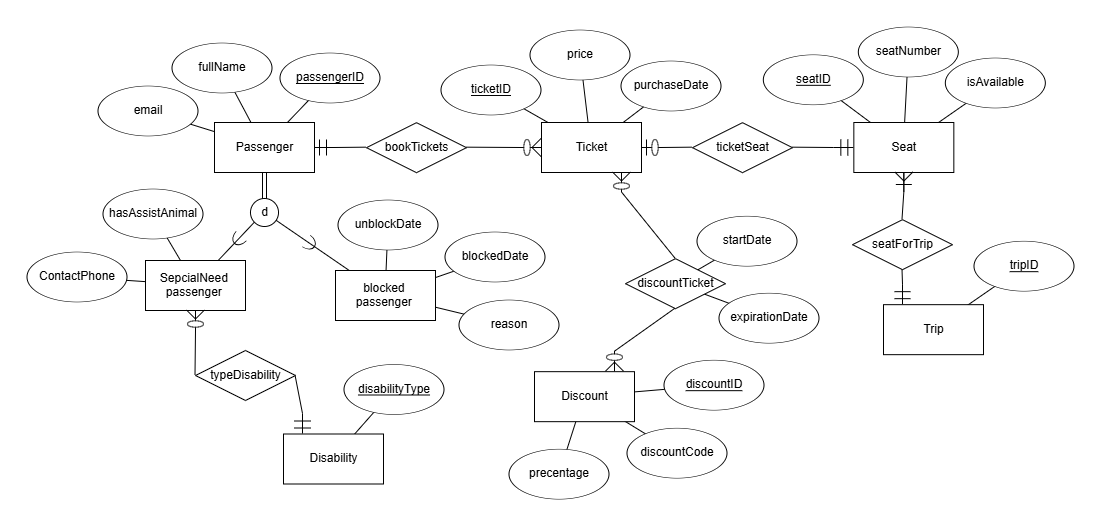 price
seatNumber
fullName
passengerID
seatID
isAvailable
ticketID
purchaseDate
email
Passenger
bookTickets
Ticket
ticketSeat
Seat
d
hasAssistAnimal
unblockDate
startDate
seatForTrip
ContactPhone
SepcialNeed
passenger
blockedDate
tripID
blocked
passenger
discountTicket
reason
expirationDate
Trip
typeDisability
disabilityType
discountID
Discount
Disability
discountCode
precentage